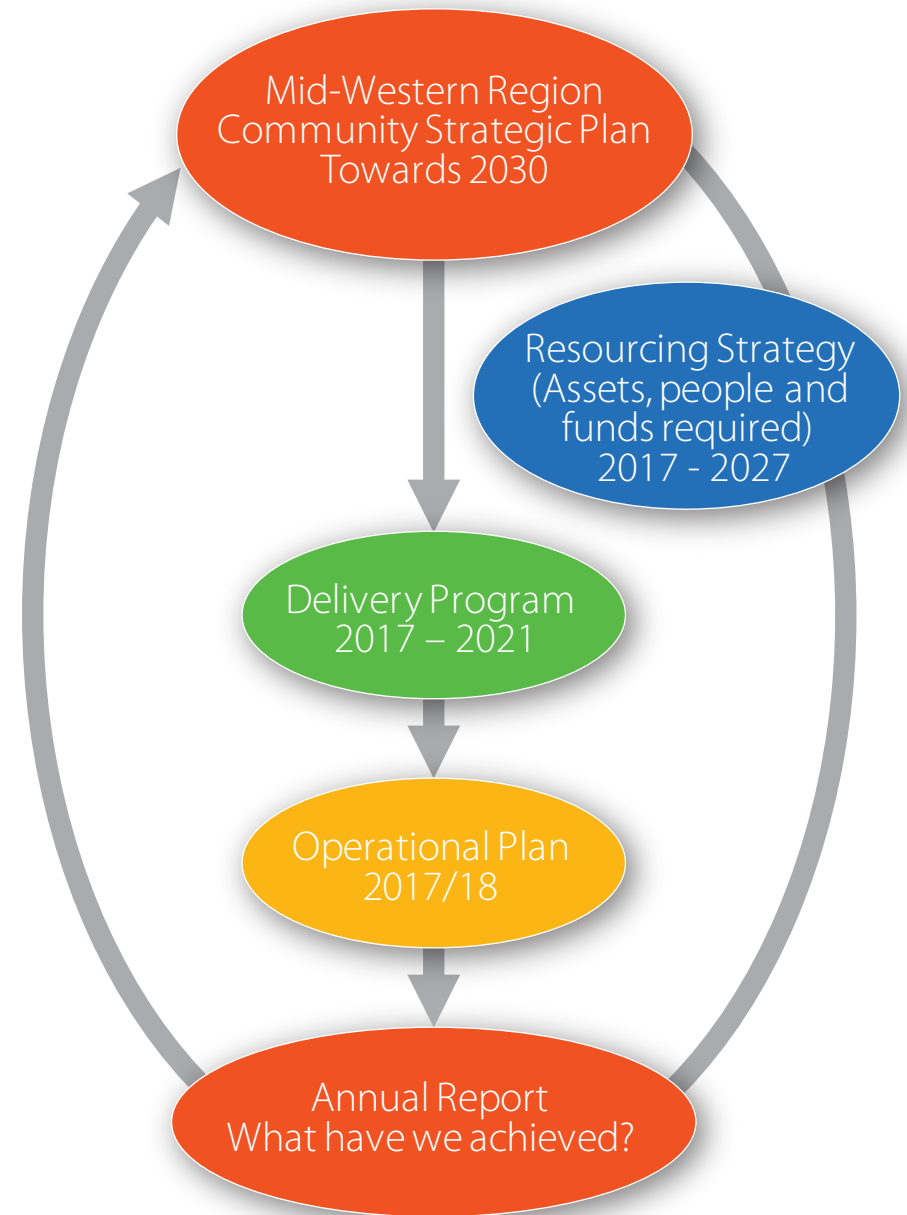 Mid-Western Region
Community Strategic Plan
Towards 2030
Resourcing Strategy
(Assets, people and
funds required)
2017 - 2027
Delivery Program
2017 – 2021
Operational Plan
2017/18
Annual Report
What have we achieved?